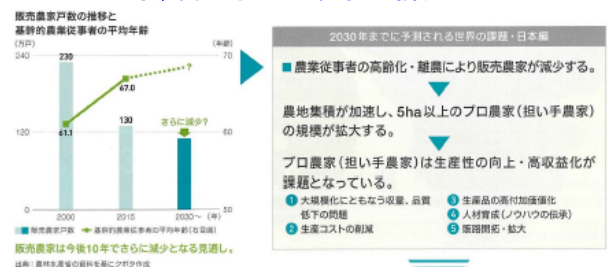 販売農家戸数の推移と
基幹的農業従事者の平均年齢
(万戸)
(年齢)
240
230
70
?
67.0
さらに減少?
130
120
61.1
60
0
50
2000
2015
2030~
(年)
販売農家戸数
基幹的農業従事者の平均年齢(右目盛)
販売農家は今後10年でさらに減少となる見通し。
出典:農林水産省の資料を基にクボタ作成
2030年までに予測される世界の課題・日本編
農業従事者の高齢化・離農により販売農家が減少する。
農地集積が加速し、5ha以上のプロ農家(担い手農家)
の規模が拡大する。
プロ農家(担い手農家)は生産性の向上・高収益化が
課題となっている。
1 大規模化にともなう収量、品質
低下の問題
2 生産コストの削減
3 生産品の高付加価値化
4 人材育成(ノウハウの伝承)
5 販路開拓・拡大